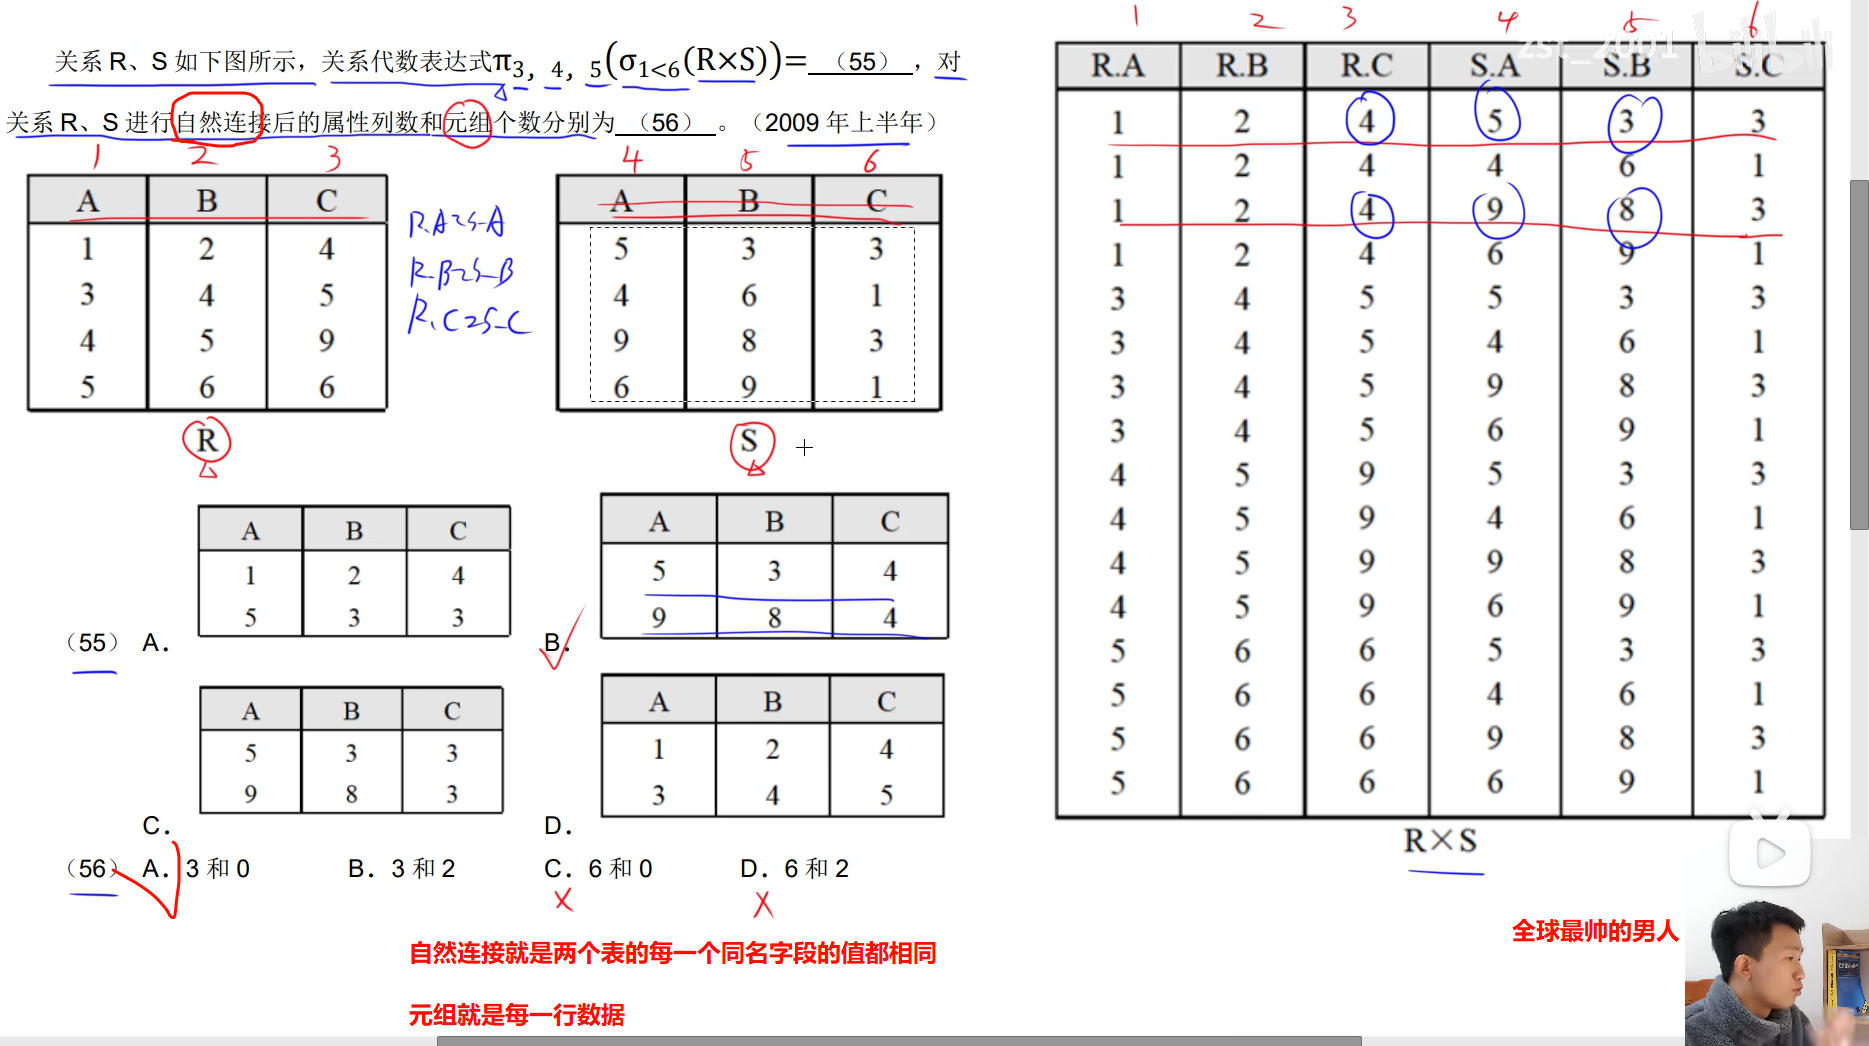 关系 R、S 如下图所示，关系代数表达式π3, 4, 5(σ1<6(R×S))=（55），对
关系 R、S 进行自然连接后的属性列数和元组个数分别为（56）。（2009 年上半年）
1 2 3
A B C
1 2 4
3 4 5
4 5 9
5 6 6
R
R.A=S.A
R.B=S.B
R.C=S.C
4 5 6
A B C
5 3 3
4 6 1
9 8 3
6 9 1
S
（55） A.
A B C
1 2 4
5 3 3
B.
A B C
5 3 4
9 8 4
C.
A B C
5 3 3
9 8 3
D.
A B C
1 2 4
3 4 5
（56） A. 3 和 0 B. 3 和 2 C. 6 和 0 D. 6 和 2
自然连接就是两个表的每一个同名字段的值都相同
元组就是每一行数据
1 2 3 4 5 6
zst_2001
R.A R.B R.C S.A S.B S.C
1 2 4 5 3 3
1 2 4 4 6 1
1 2 4 9 8 3
1 2 4 6 9 1
3 4 5 5 3 3
3 4 5 4 6 1
3 4 5 9 8 3
3 4 5 6 9 1
4 5 9 5 3 3
4 5 9 4 6 1
4 5 9 9 8 3
4 5 9 6 9 1
5 6 6 5 3 3
5 6 6 4 6 1
5 6 6 9 8 3
5 6 6 6 9 1
R×S
全球最帅的男人